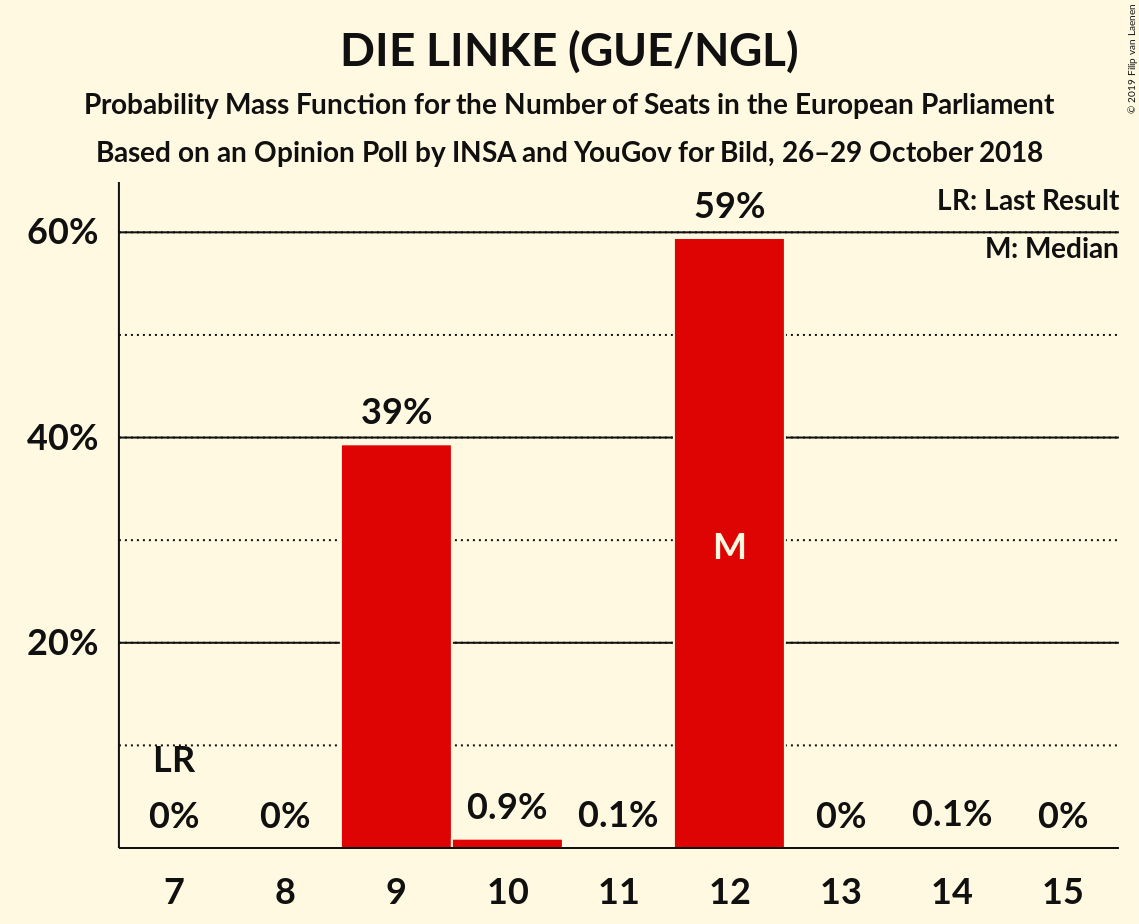 DIE LINKE (GUE/NGL)
Probability Mass Function for the Number of Seats in the European Parliament
Based on an Opinion Poll by INSA and YouGov for Bild, 26–29 October 2018
© 2019 Filip van Laenen
LR: Last Result
M: Median
60%
40%
20%
59%
39%
M
LR
0%
0%
0.9%
0.1%
0%
0.1%
0%
7 8 9 10 11 12 13 14 15